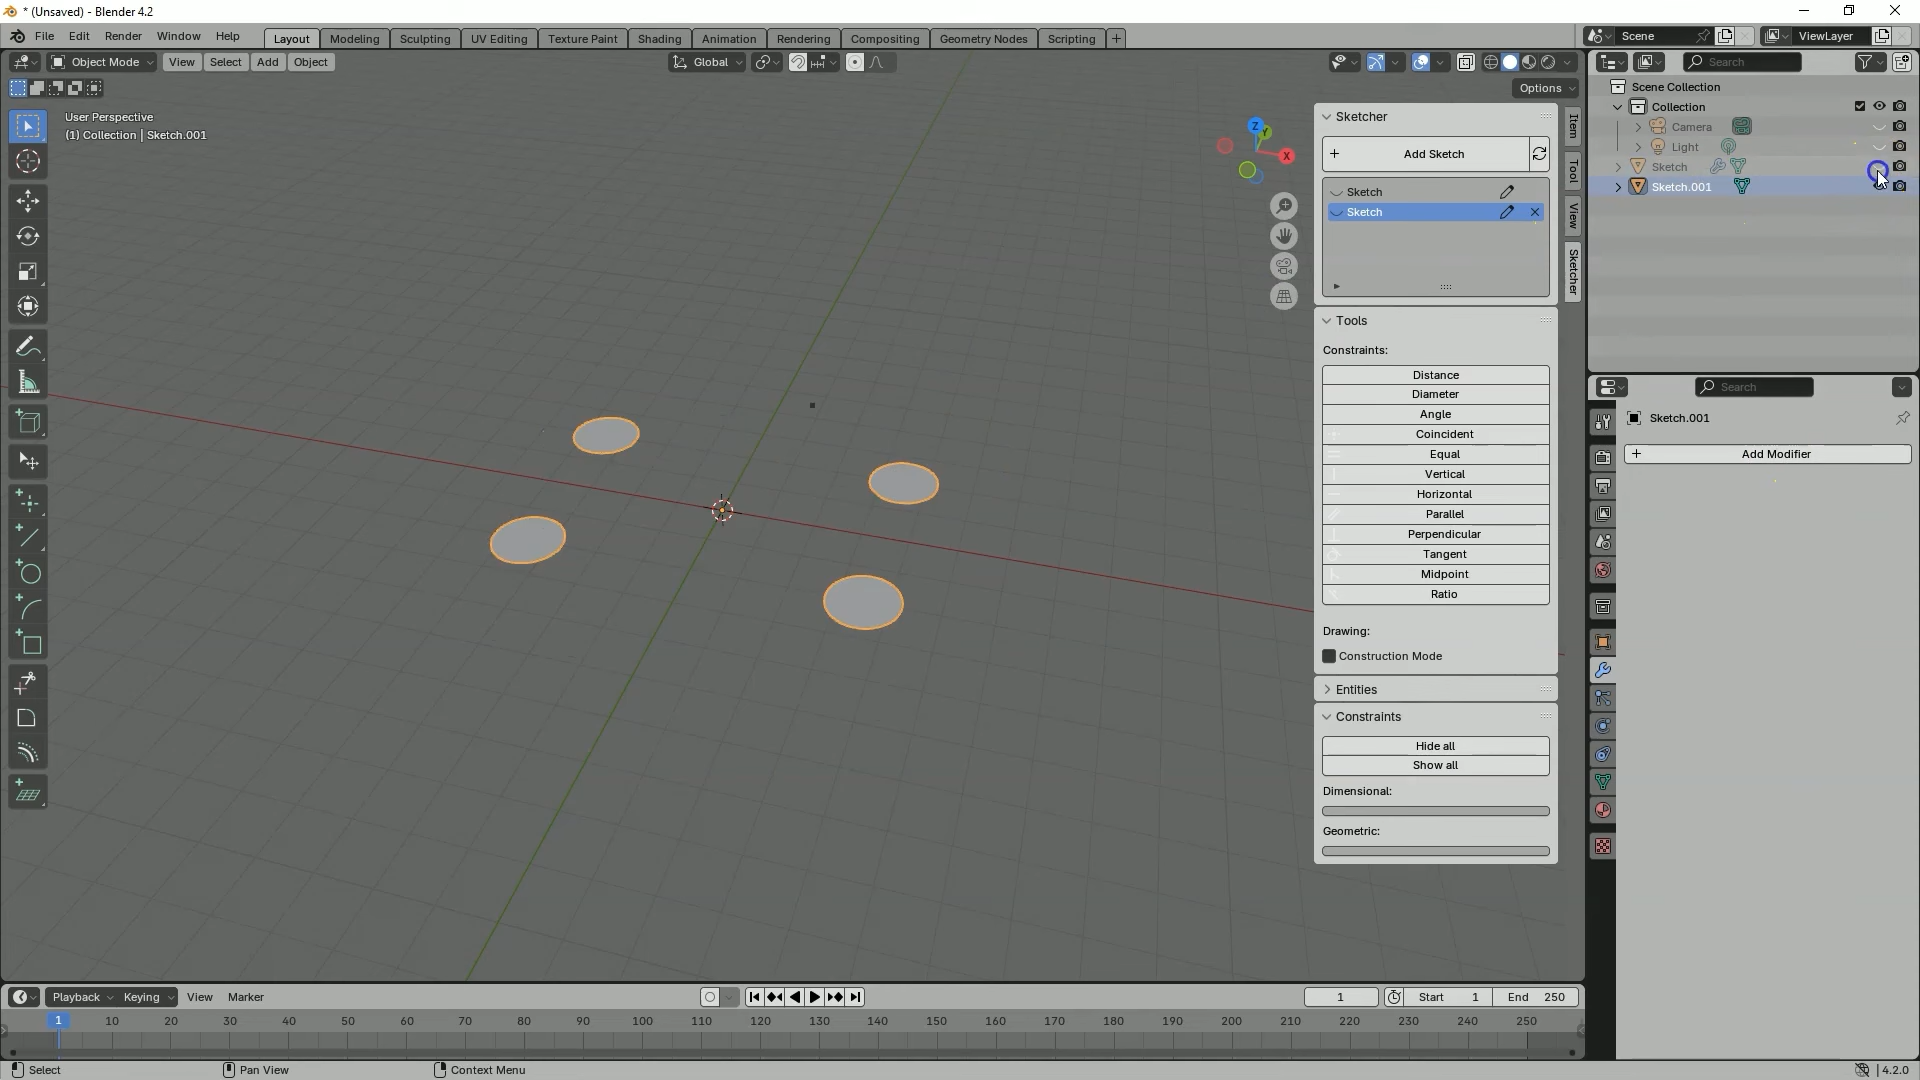 * (Unsaved) - Blender 4.2
File Edit Render Window Help Layout Modeling Sculpting UV Editing Texture Paint Shading Animation Rendering Compositing Geometry Nodes Scripting + Scene ViewLayer
Object Mode View Select Add Object Global Search
Options
User Perspective
(1) Collection | Sketch.001
Z Y X
Sketcher
Add Sketch
Sketch
Sketch
Tools
Constraints:
Distance
Diameter
Angle
Coincident
Equal
Vertical
Horizontal
Parallel
Perpendicular
Tangent
Midpoint
Ratio
Drawing:
Construction Mode
Entities
Constraints
Hide all
Show all
Dimensional:
Geometric:
Item
Tool
View
Sketcher
Scene Collection
Collection
Camera
Light
Sketch
Sketch.001
Search
Sketch.001
Add Modifier
Playback Keying View Marker 1 Start 1 End 250
1 10 20 30 40 50 60 70 80 90 100 110 120 130 140 150 160 170 180 190 200 210 220 230 240 250
Select Pan View Context Menu 4.2.0